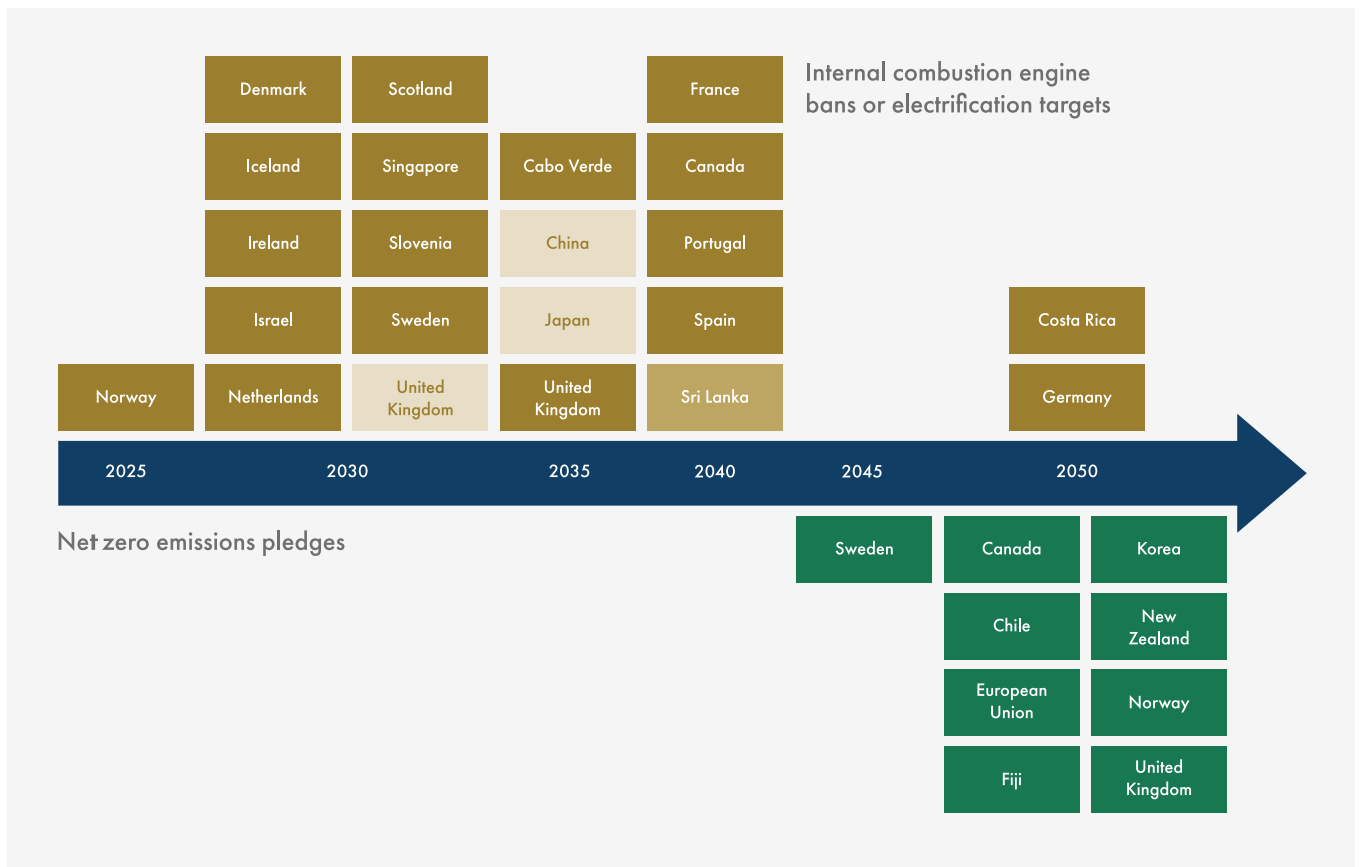 Internal combustion engine
bans or electrification targets
Denmark
Scotland
France
Iceland
Singapore
Cabo Verde
Canada
Ireland
Slovenia
China
Portugal
Israel
Sweden
Japan
Spain
Costa Rica
Norway
Netherlands
United
Kingdom
United
Kingdom
Sri Lanka
Germany
2025
2030
2035
2040
2045
2050
Net zero emissions pledges
Sweden
Canada
Korea
Chile
New
Zealand
European
Union
Norway
Fiji
United
Kingdom